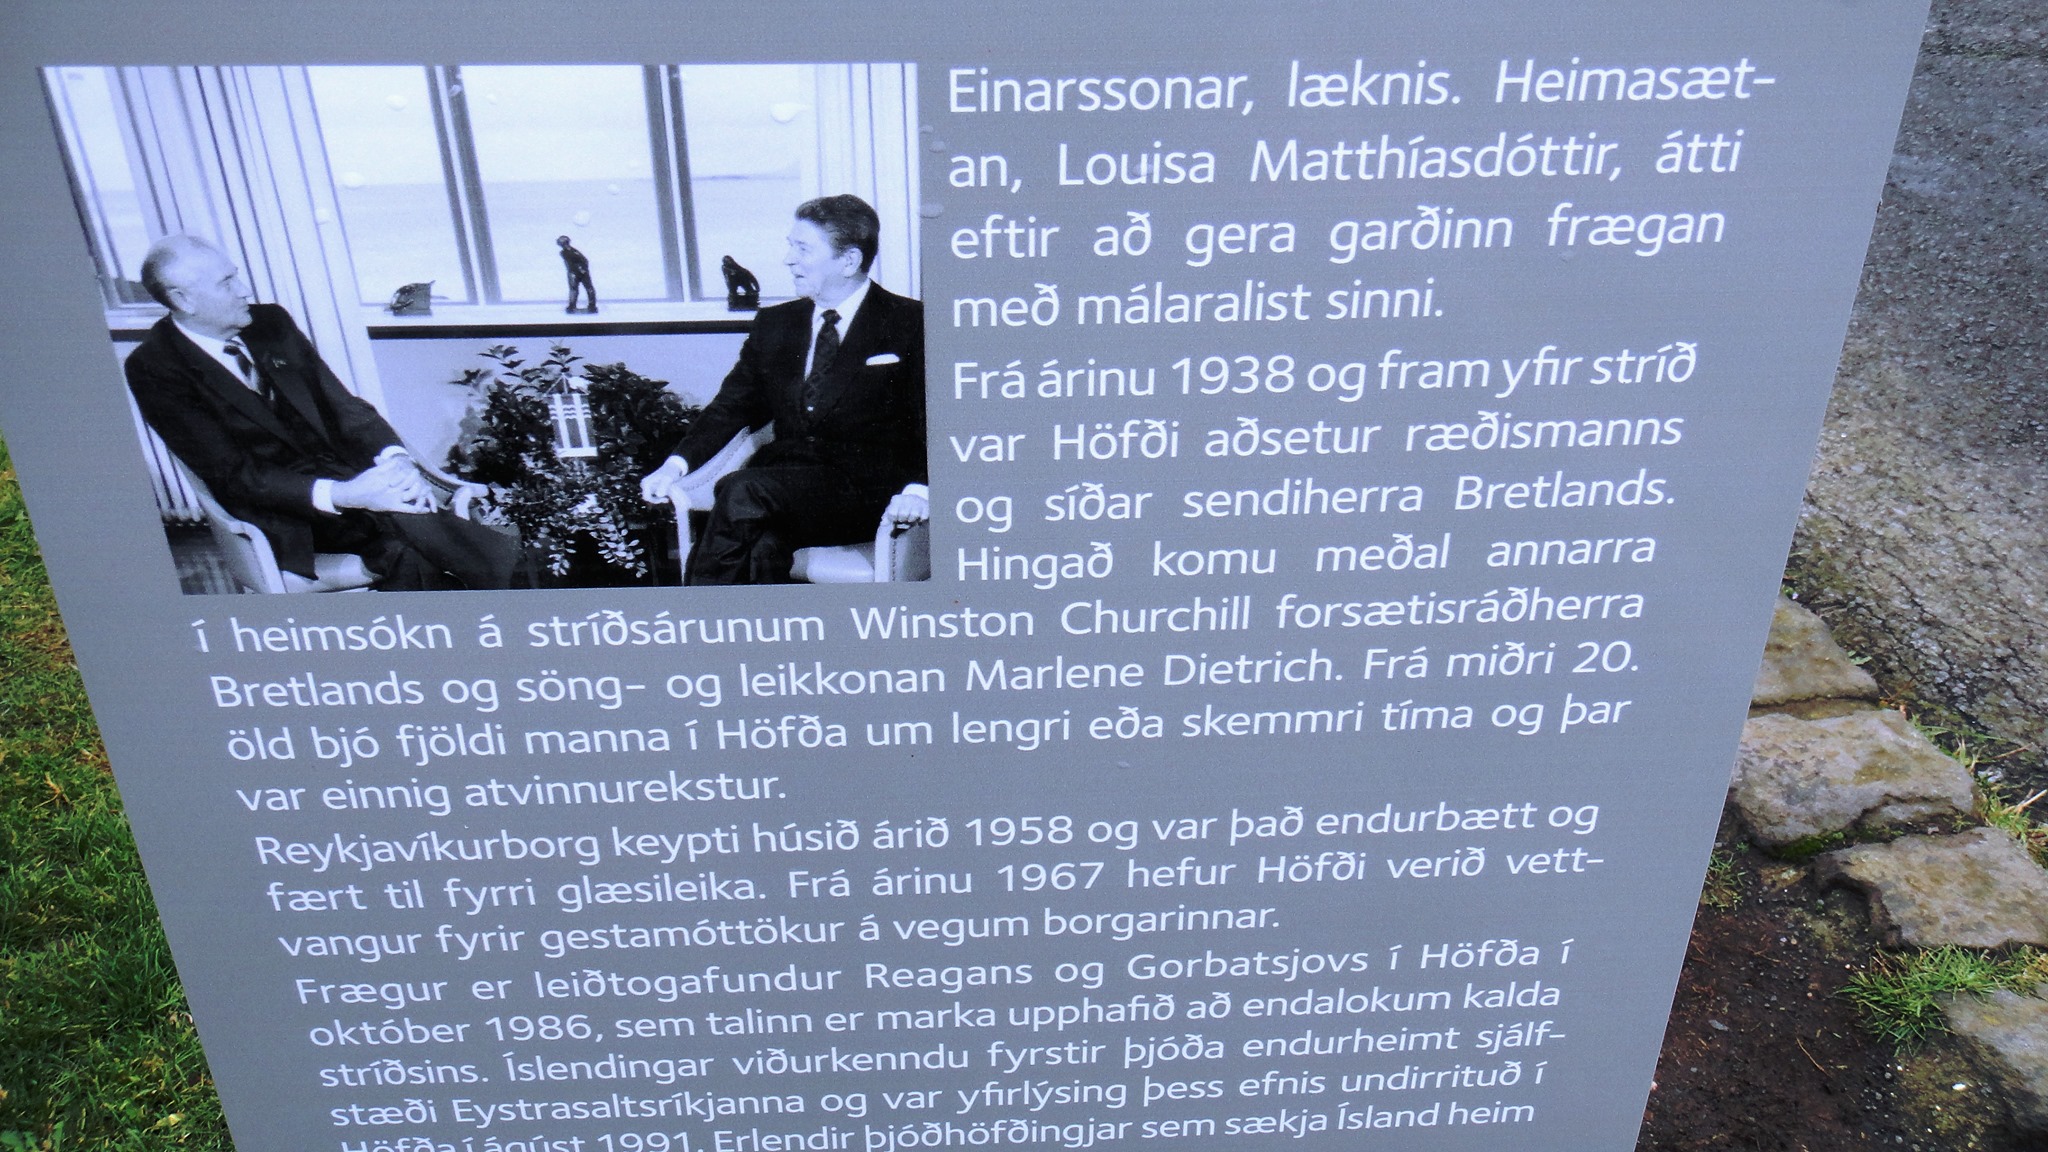 Einarssonar, læknis. Heimasæt-
an, Louisa Matthíasdóttir, átti
eftir að gera garðinn frægan
með málaralist sinni.
Frá árinu 1938 og fram yfir stríð
var Höfði aðsetur ræðismanns
og síðar sendiherra Bretlands.
Hingað komu meðal annarra
í heimsókn á stríðsárunum Winston Churchill forsætisráðherra
Bretlands og söng- og leikkonan Marlene Dietrich. Frá miðri 20.
öld bjó fjöldi manna í Höfða um lengri eða skemmri tíma og þar
var einnig atvinnurekstur.
Reykjavíkurborg keypti húsið árið 1958 og var það endurbætt og
fært til fyrri glæsileika. Frá árinu 1967 hefur Höfði verið vett-
vangur fyrir gestamóttökur á vegum borgarinnar.
Frægur er leiðtogafundur Reagans og Gorbatsjovs í Höfða í
október 1986, sem talinn er marka upphafið að endalokum kalda
stríðsins. Íslendingar viðurkenndu fyrstir þjóða endurheimt sjálf-
stæði Eystrasaltsríkjanna og var yfirlýsing þess efnis undirrituð í
Höfða í ágúst 1991. Erlendir þjóðhöfðingjar sem sækja Ísland heim